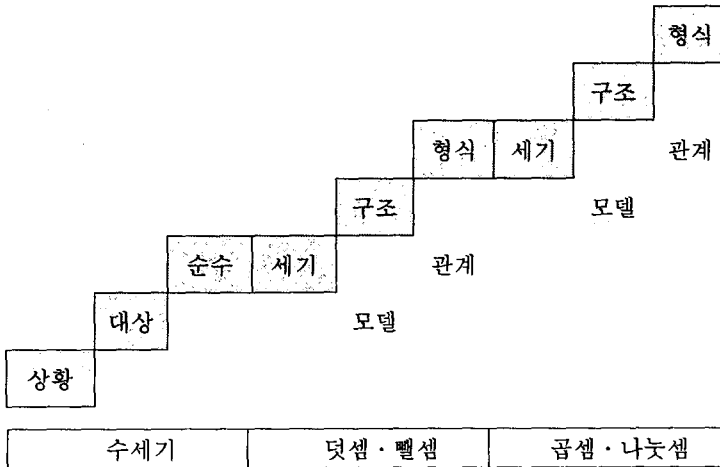 형식
구조
형식 세기 관계
구조 모델
순수 세기 관계
대상 모델
상황
수세기 덧셈·뺄셈 곱셈·나눗셈